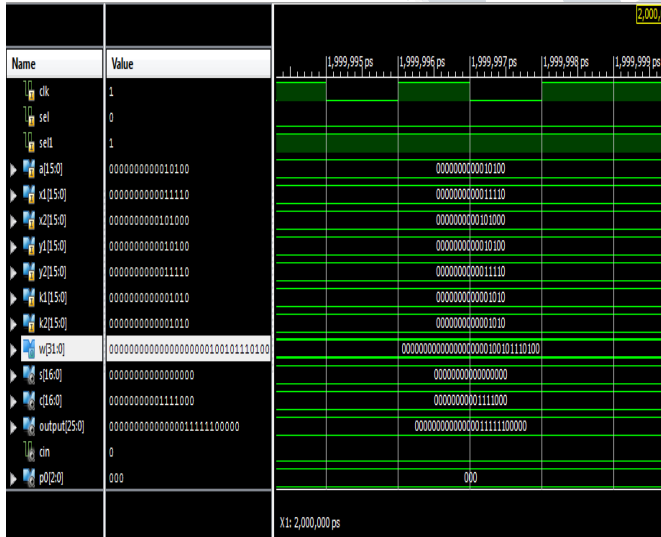 2,000,
Name Value 1,999,995 ps 1,999,996 ps 1,999,997 ps 1,999,998 ps 1,999,999 ps
clk 1
sel 0
sel1 1
a[15:0] 0000000000010100 0000000000010100
x1[15:0] 0000000000011110 0000000000011110
x2[15:0] 0000000000101000 0000000000101000
y1[15:0] 0000000000010100 0000000000010100
y2[15:0] 0000000000011110 0000000000011110
k1[15:0] 0000000000001010 0000000000001010
k2[15:0] 0000000000001010 0000000000001010
w[31:0] 00000000000000000000100101110100 00000000000000000000100101110100
s[16:0] 00000000000000000 00000000000000000
c[16:0] 00000000001111000 00000000001111000
output[25:0] 00000000000000011111100000 00000000000000011111100000
cin 0
p0[2:0] 000 000
X1: 2,000,000 ps